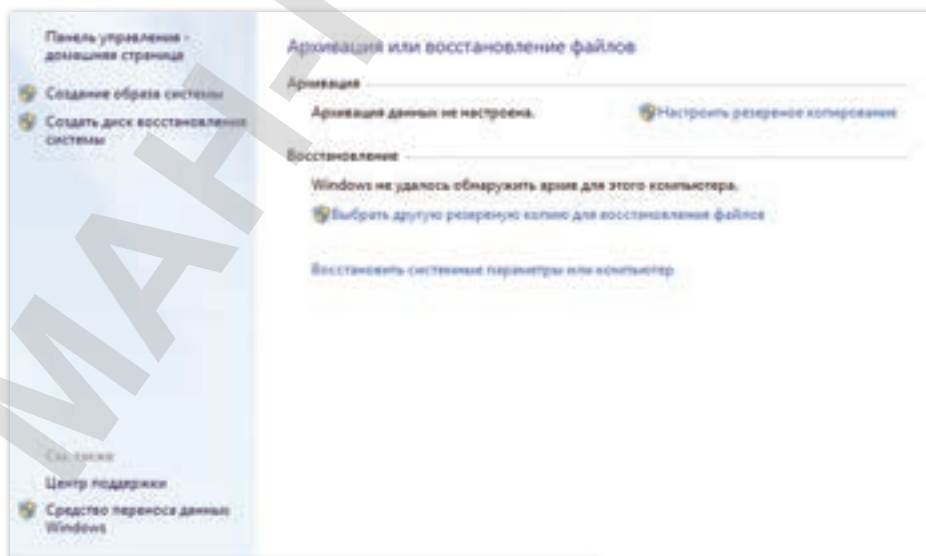 Панель управления -
домашняя страница
Создание образа системы
Создать диск восстановления
системы
Архивация или восстановление файлов
Архивация
Архивация данных не настроена.
Настроить резервное копирование
Восстановление
Windows не удалось обнаружить архив для этого компьютера.
Выбрать другую резервную копию для восстановления файлов
Восстановить системные параметры или компьютер
См. также
Центр поддержки
Средство переноса данных
Windows
МАН-